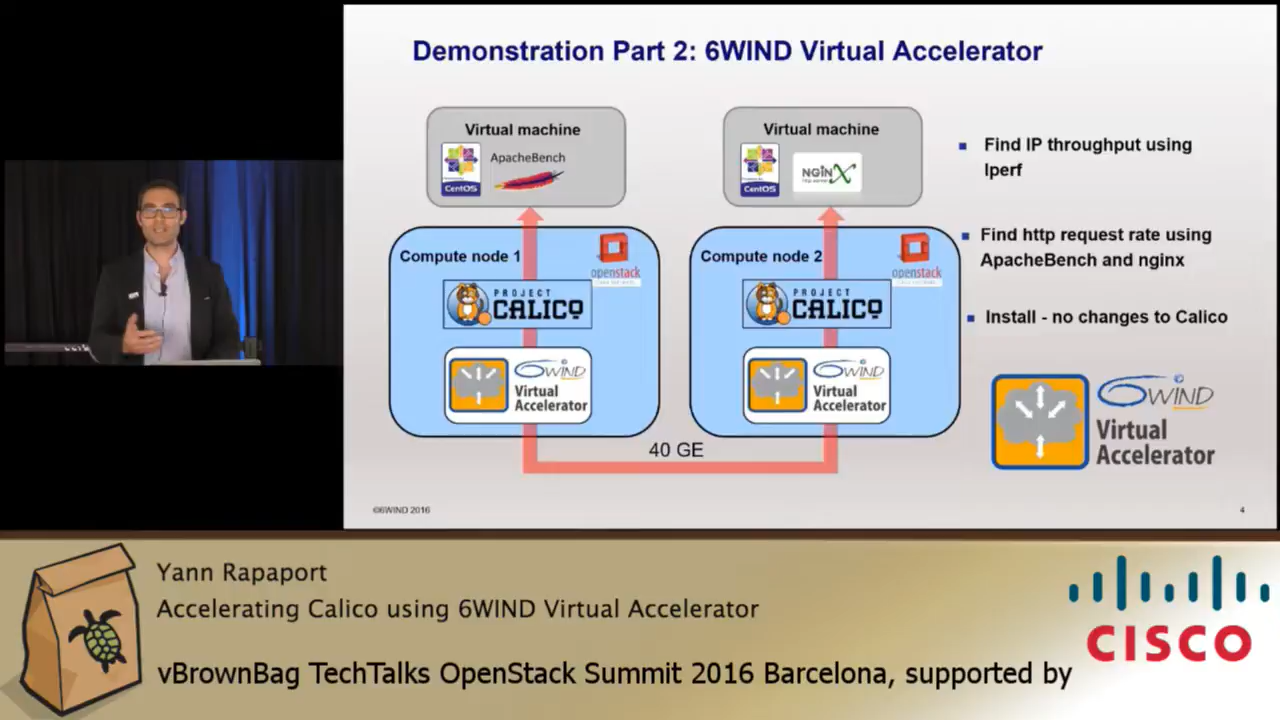 Demonstration Part 2: 6WIND Virtual Accelerator
Virtual machine
CentOS
ApacheBench
Virtual machine
CentOS
NGiNX
Find IP throughput using
Iperf
Find http request rate using
ApacheBench and nginx
Install - no changes to Calico
Compute node 1
openstack
PROJECT
CALICO
6WIND
Virtual
Accelerator
Compute node 2
openstack
PROJECT
CALICO
6WIND
Virtual
Accelerator
40 GE
6WIND
Virtual
Accelerator
©6WIND 2016
4
Yann Rapaport
Accelerating Calico using 6WIND Virtual Accelerator
vBrownBag TechTalks OpenStack Summit 2016 Barcelona, supported by
CISCO